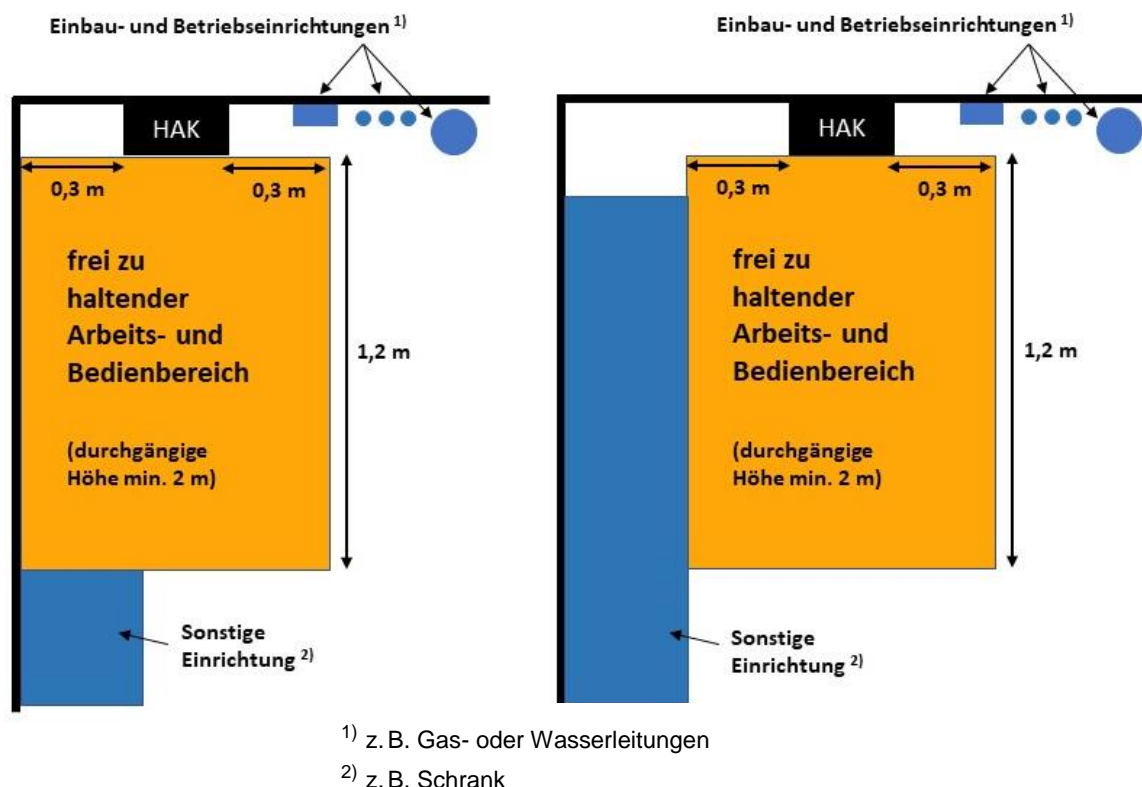 Einbau- und Betriebseinrichtungen 1)
HAK
0,3 m
0,3 m
frei zu
haltender
Arbeits- und
Bedienbereich
(durchgängige
Höhe min. 2 m)
1,2 m
Sonstige
Einrichtung 2)
Einbau- und Betriebseinrichtungen 1)
HAK
0,3 m
0,3 m
frei zu
haltender
Arbeits- und
Bedienbereich
(durchgängige
Höhe min. 2 m)
1,2 m
Sonstige
Einrichtung 2)
1) z. B. Gas- oder Wasserleitungen
2) z. B. Schrank